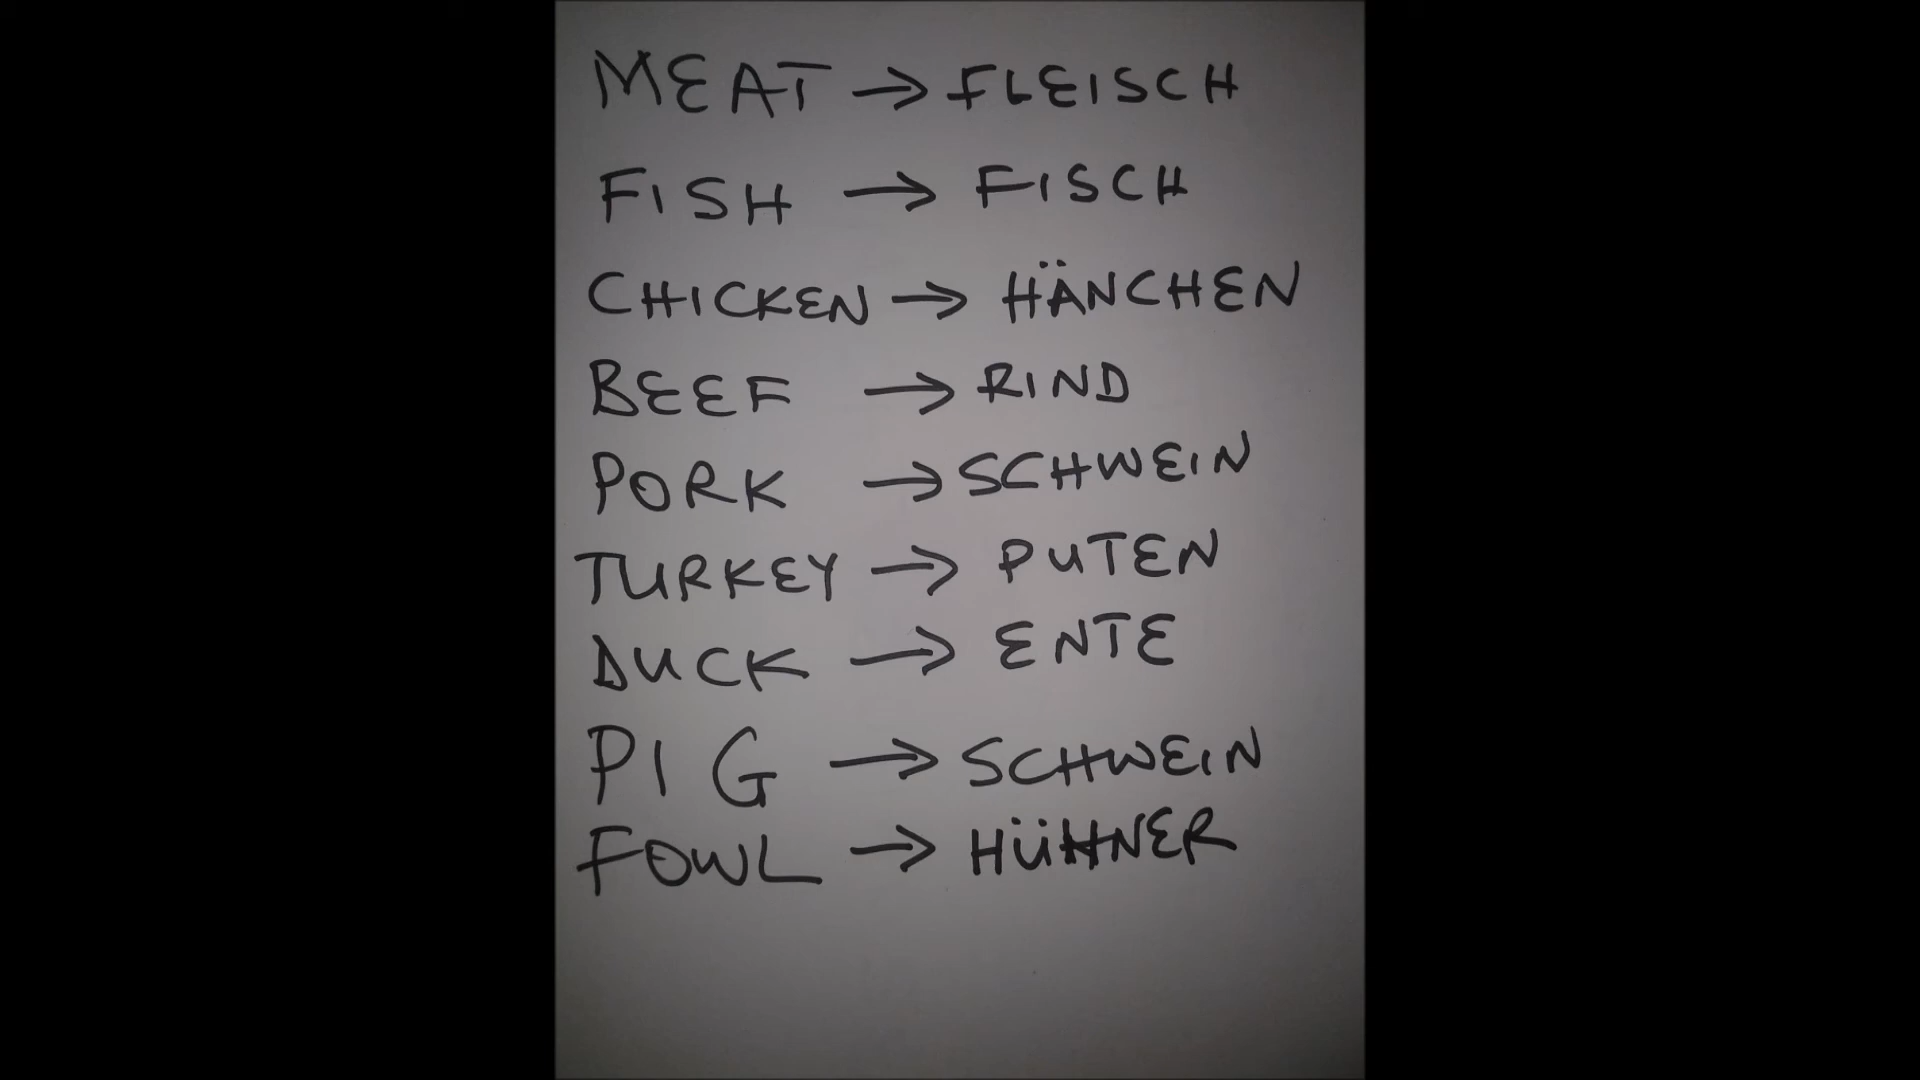 MEAT → FLEISCH
FISH → FISCH
CHICKEN → HÄNCHEN
BEEF → RIND
PORK → SCHWEIN
TURKEY → PUTEN
DUCK → ENTE
PIG → SCHWEIN
FOWL → HÜHNER